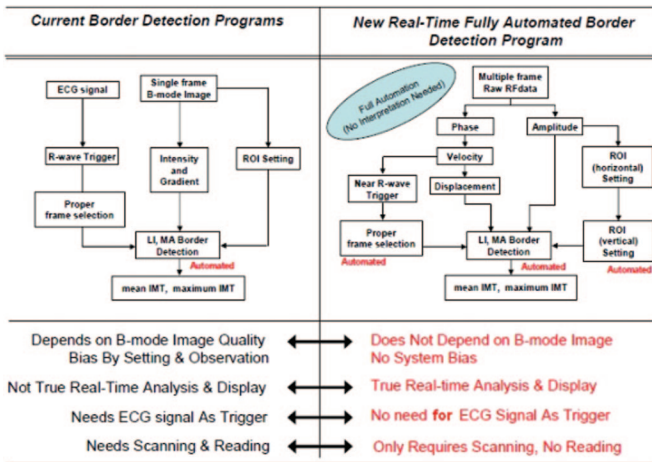 Current Border Detection Programs
ECG signal
Single frame
B-mode Image
R-wave Trigger
Intensity
and
Gradient
ROI Setting
Proper
frame selection
LI, MA Border
Detection
Automated
mean IMT, maximum IMT
New Real-Time Fully Automated Border
Detection Program
Full Automation
(No Interpretation Needed)
Multiple frame
Raw RFdata
Phase
Amplitude
Velocity
ROI
(horizontal)
Setting
Near R-wave
Trigger
Displacement
Proper
frame selection
Automated
LI, MA Border
Detection
Automated
ROI
(vertical)
Setting
Automated
mean IMT, maximum IMT
Depends on B-mode Image Quality
Bias By Setting & Observation
Does Not Depend on B-mode Image
No System Bias
Not True Real-Time Analysis & Display
True Real-time Analysis & Display
Needs ECG signal As Trigger
No need for ECG Signal As Trigger
Needs Scanning & Reading
Only Requires Scanning, No Reading